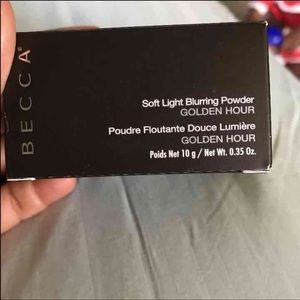 BECCA
Soft Light Blurring Powder
GOLDEN HOUR
Poudre Floutante Douce Lumière
GOLDEN HOUR
Poids Net 10 g / Net Wt. 0.35 Oz.